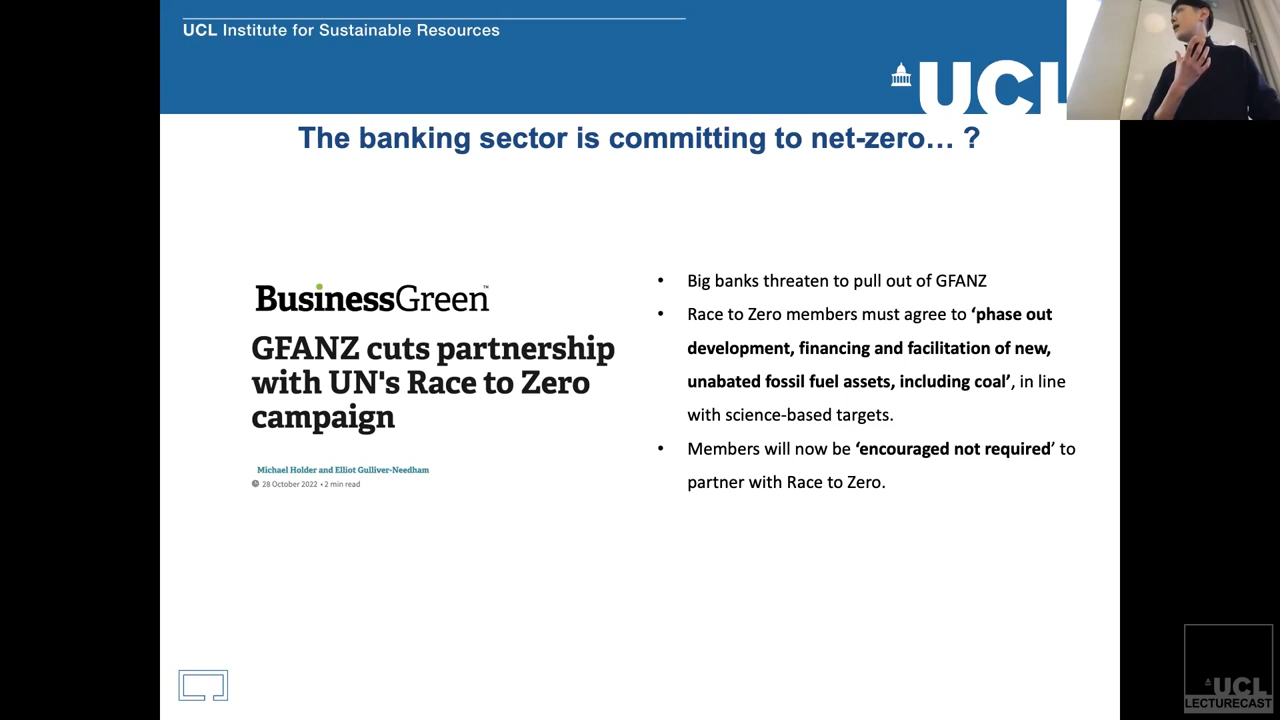 UCL Institute for Sustainable Resources
UCL
The banking sector is committing to net-zero… ?
BusinessGreen™
GFANZ cuts partnership
with UN's Race to Zero
campaign
Michael Holder and Elliot Gulliver-Needham
28 October 2022 • 2 min read
• Big banks threaten to pull out of GFANZ
• Race to Zero members must agree to ‘phase out
development, financing and facilitation of new,
unabated fossil fuel assets, including coal’, in line
with science-based targets.
• Members will now be ‘encouraged not required’ to
partner with Race to Zero.
UCL
LECTURECAST